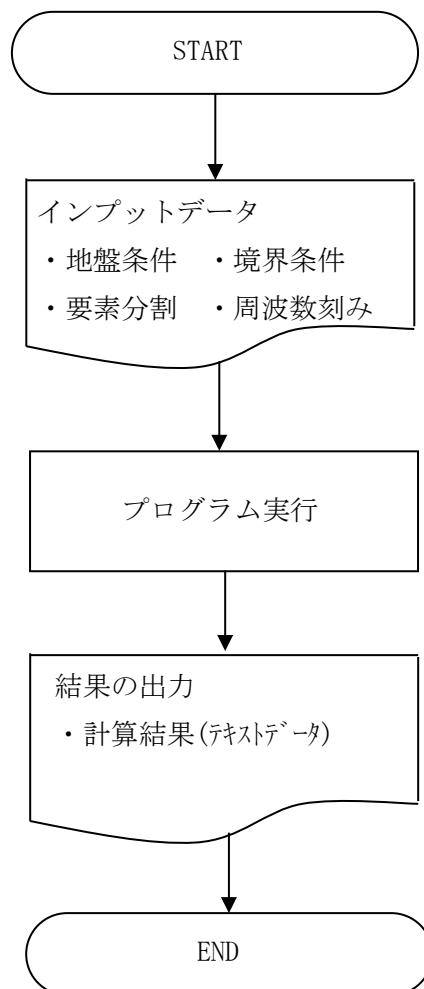 START
インプットデータ
・地盤条件　・境界条件
・要素分割　・周波数刻み
プログラム実行
結果の出力
・計算結果(ﾃｷｽﾄﾃﾞｰﾀ)
END